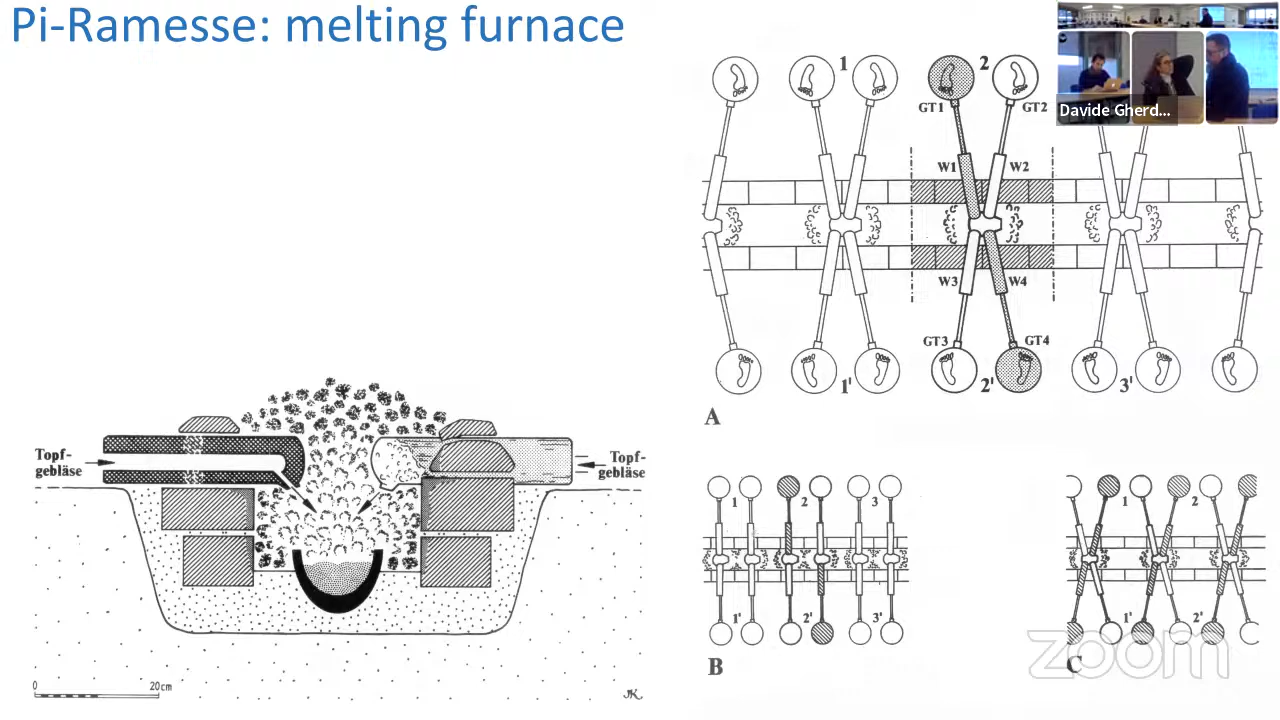 Pi-Ramesse: melting furnace
Davide Gherd...
1
2
GT1
GT2
W1
W2
W3
W4
GT3
GT4
1'
2'
3'
A
Topf-
gebläse
Topf-
gebläse
0
20cm
JK
1
2
3
1'
2'
3'
B
1
2
1'
2'
C
zoom